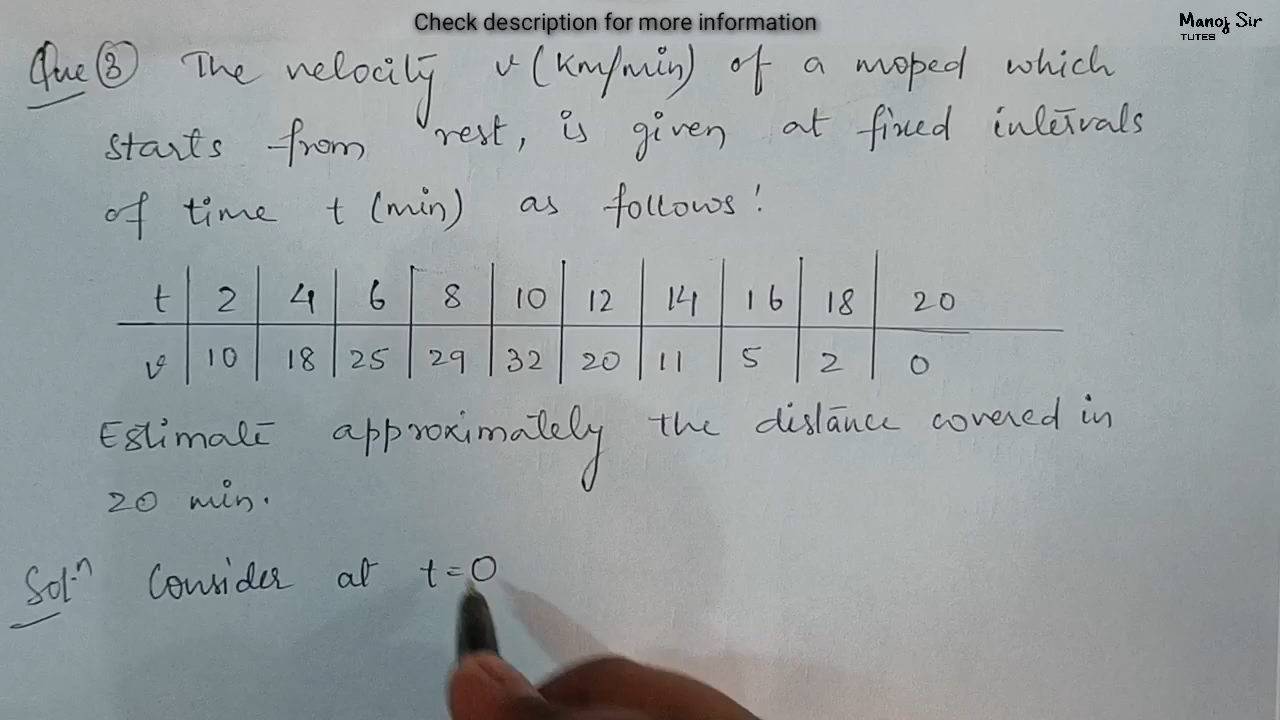 Check description for more information
Manoj Sir
TUTES
Que (3) The velocity v (km/min) of a moped which
starts from rest, is given at fixed intervals
of time t (min) as follows!
t 2 4 6 8 10 12 14 16 18 20
v 10 18 25 29 32 20 11 5 2 0
Estimate approximately the distance covered in
20 min.
Sol.n Consider at t=0